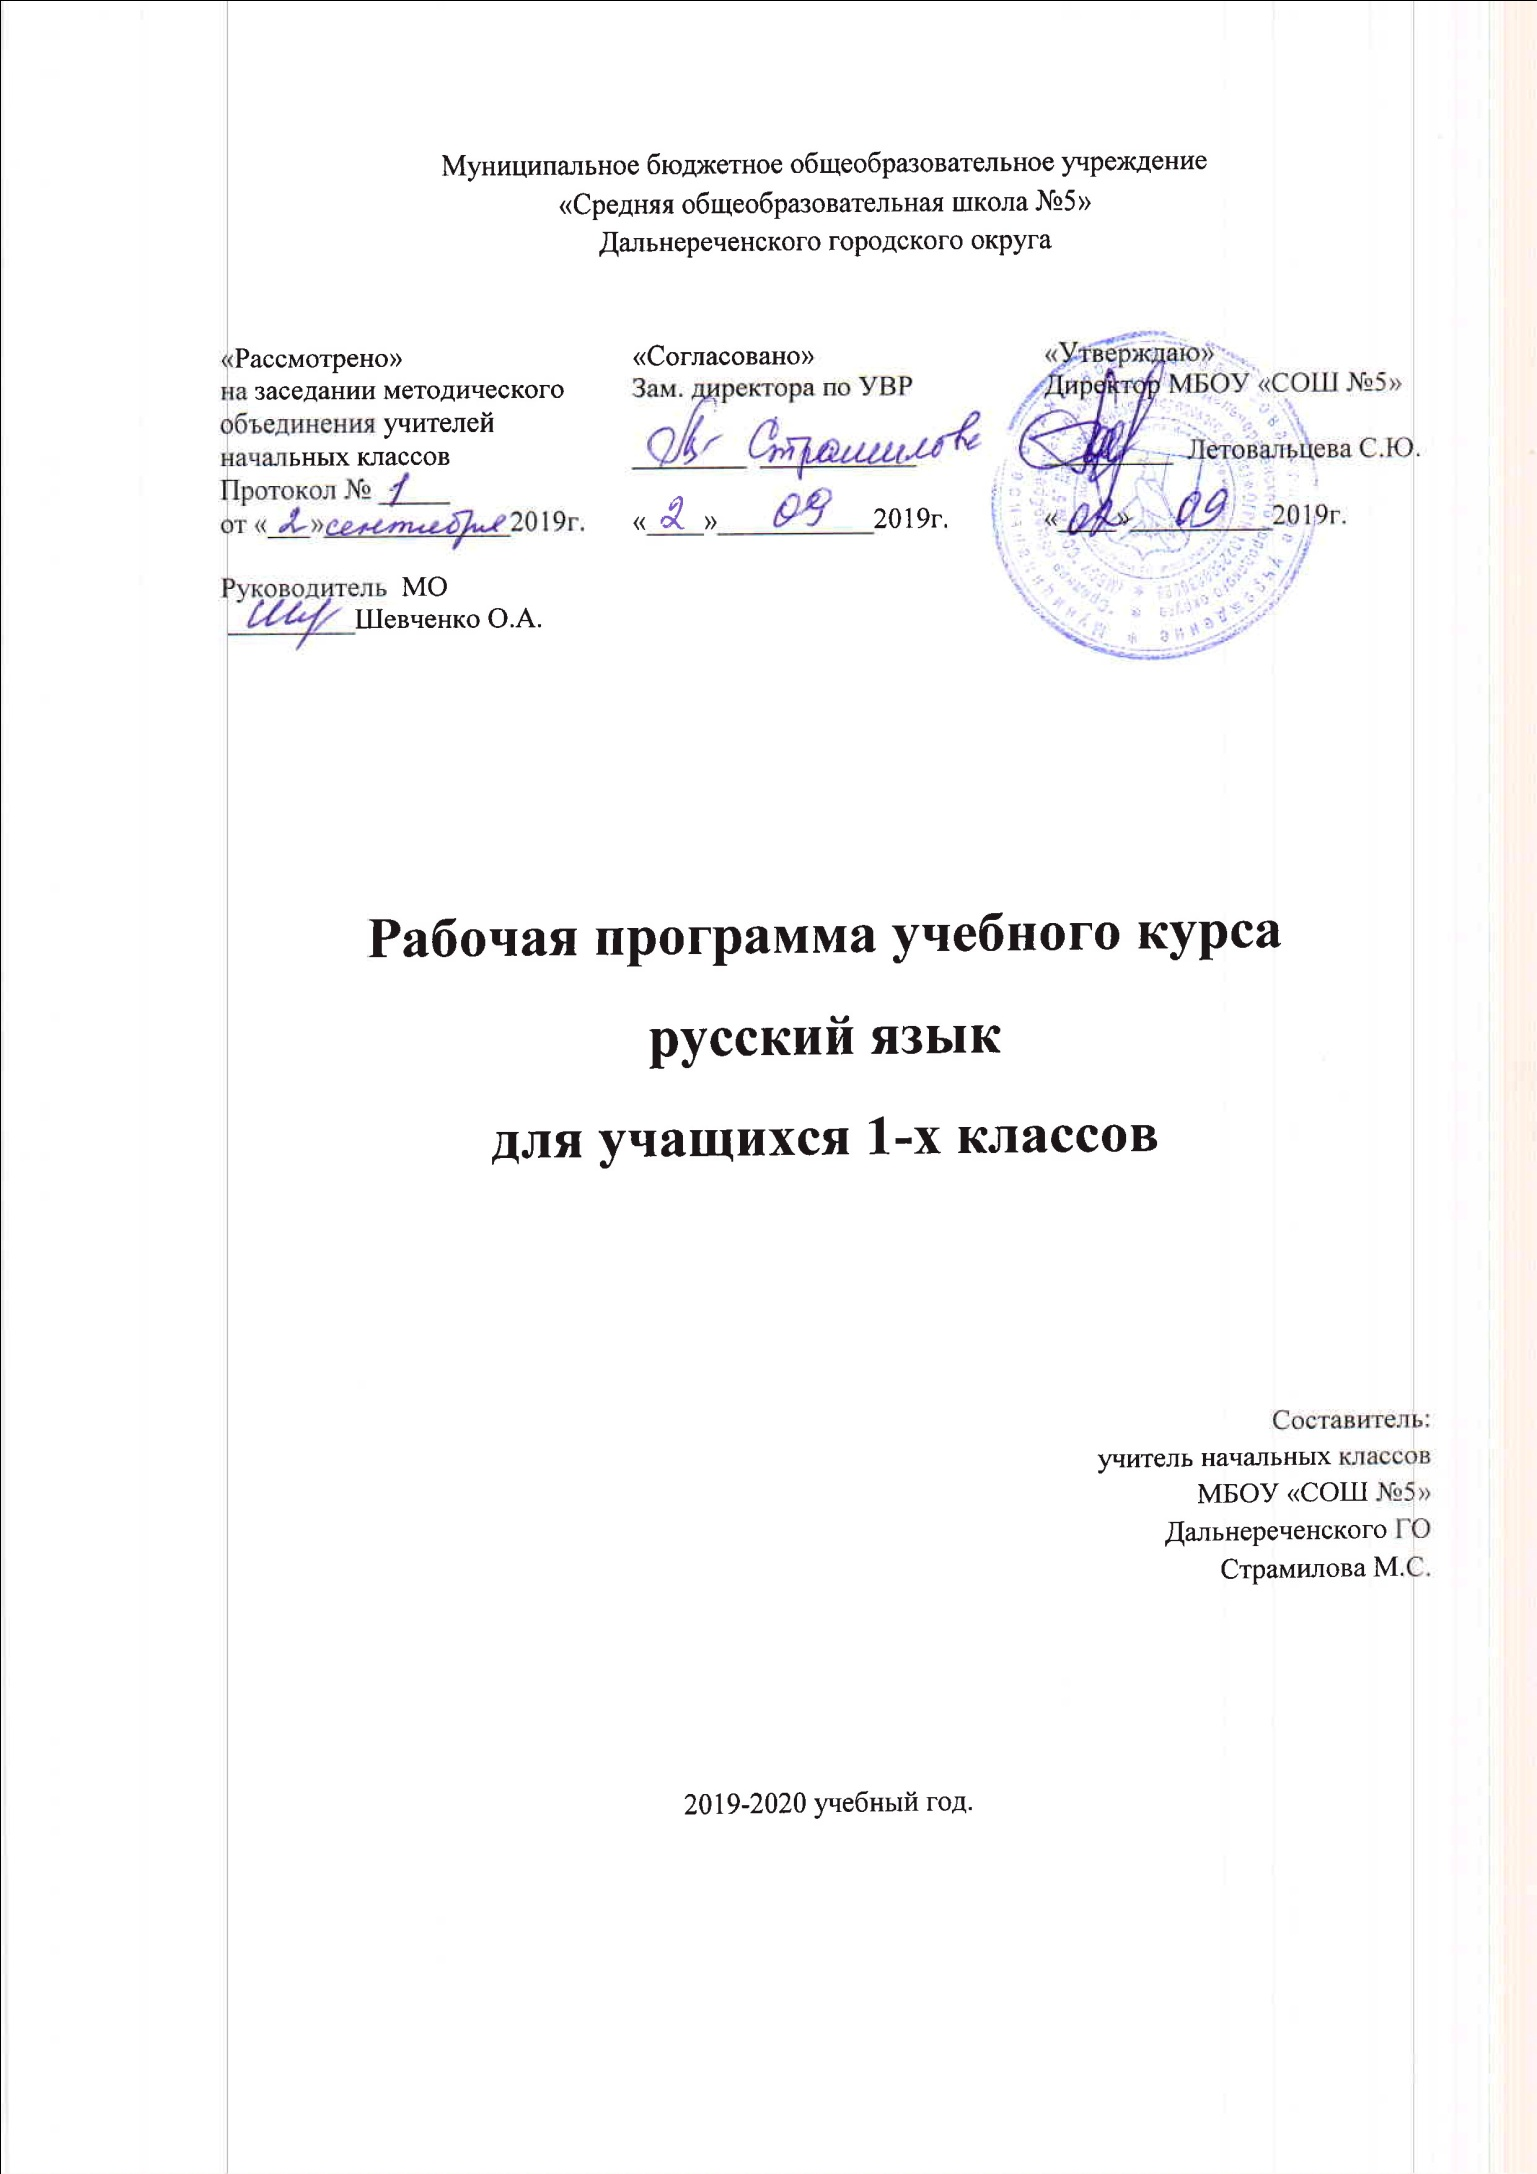 Муниципальное бюджетное общеобразовательное учреждение
«Средняя общеобразовательная школа №5»
Дальнереченского городского округа
«Рассмотрено»
на заседании методического
объединения учителей
начальных классов
Протокол № 1
от «2»сентября2019г.
Руководитель МО
Шевченко О.А.
«Согласовано»
Зам. директора по УВР
Страмилова
«2» 09 2019г.
«Утверждаю»
Директор МБОУ «СОШ №5»
Летовальцева С.Ю.
«02» 09 2019г.
Рабочая программа учебного курса
русский язык
для учащихся 1-х классов
Составитель:
учитель начальных классов
МБОУ «СОШ №5»
Дальнереченского ГО
Страмилова М.С.
2019-2020 учебный год.